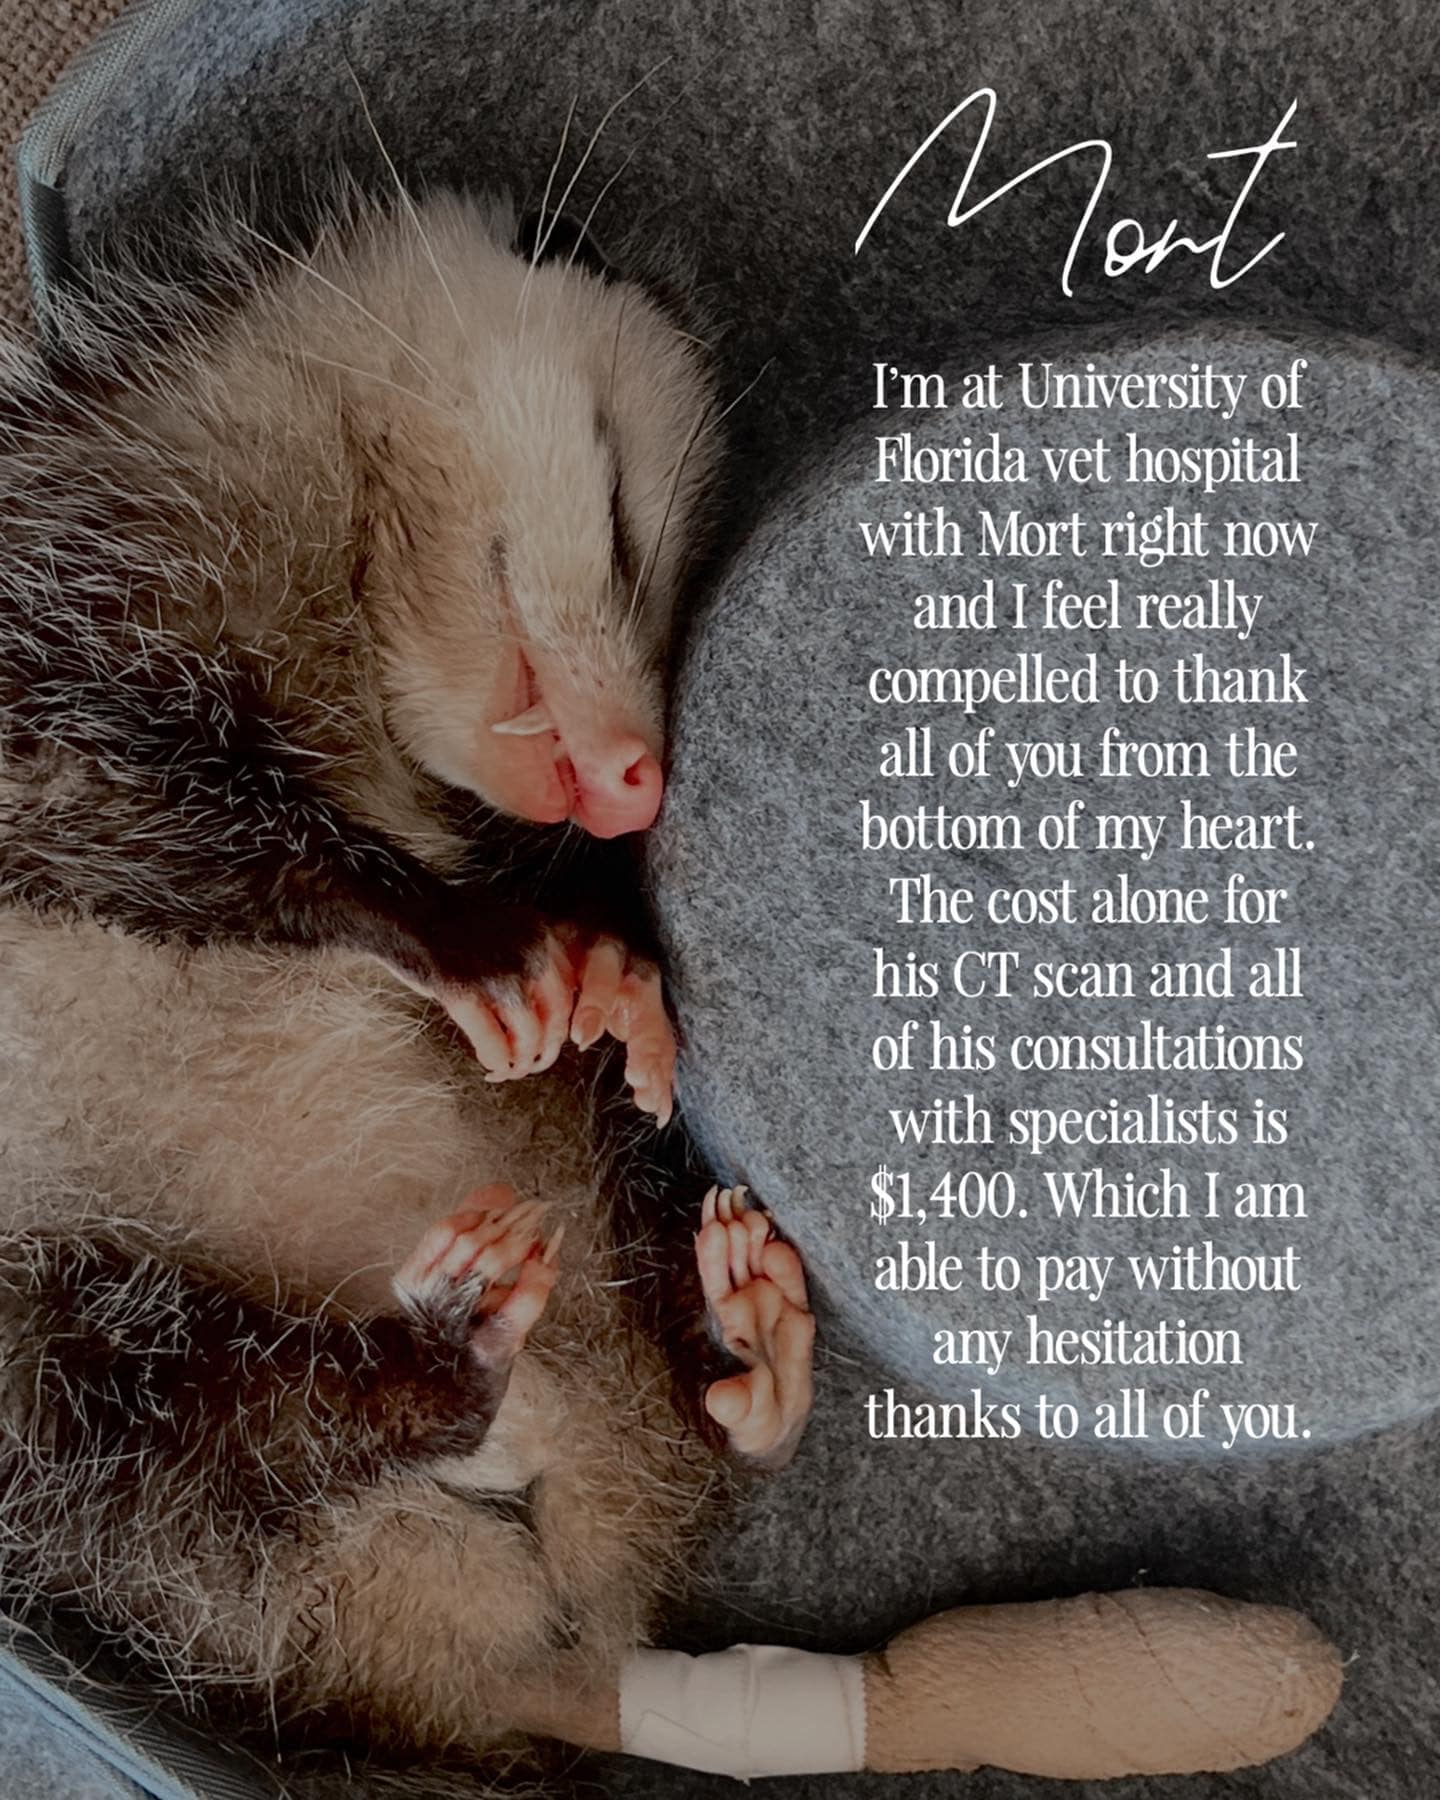 Mort
I’m at University of
Florida vet hospital
with Mort right now
and I feel really
compelled to thank
all of you from the
bottom of my heart.
The cost alone for
his CT scan and all
of his consultations
with specialists is
$1,400. Which I am
able to pay without
any hesitation
thanks to all of you.